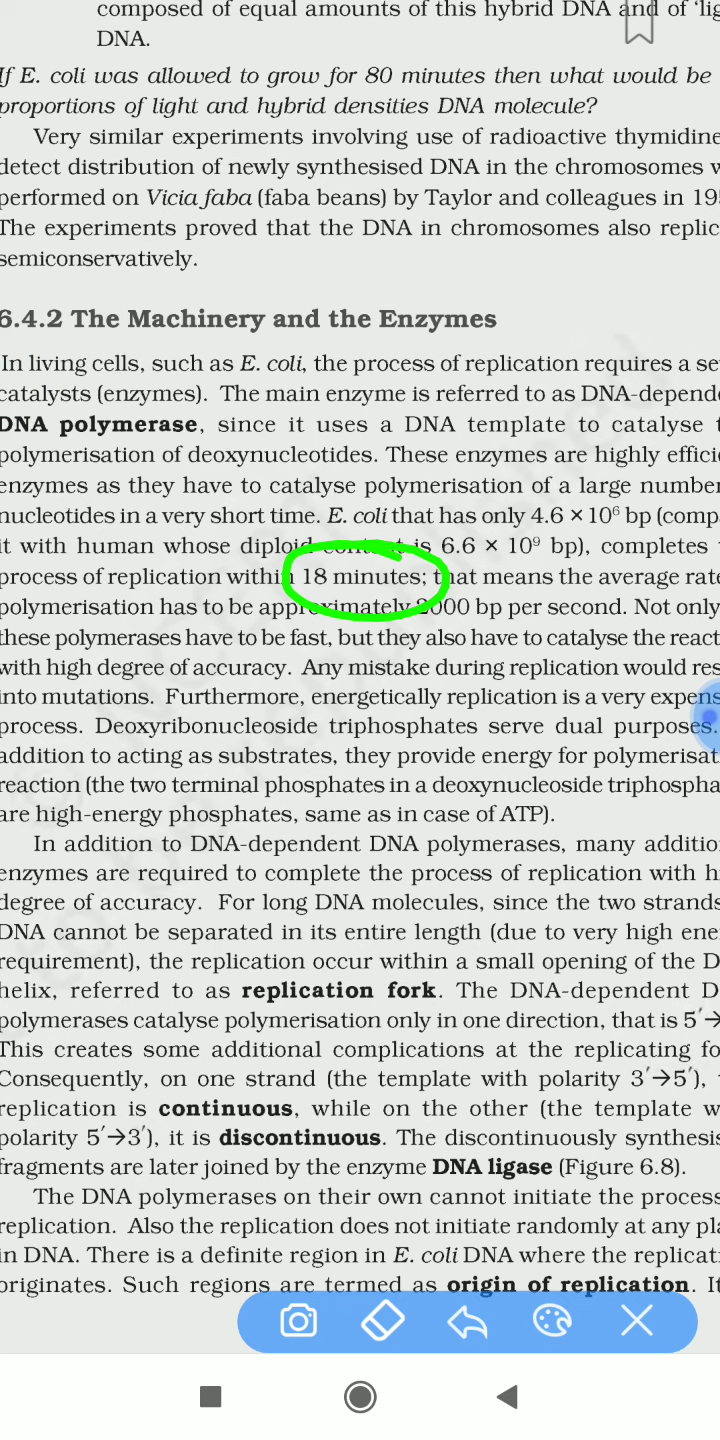 composed of equal amounts of this hybrid DNA and of 'lig
DNA.
If E. coli was allowed to grow for 80 minutes then what would be
proportions of light and hybrid densities DNA molecule?
Very similar experiments involving use of radioactive thymidine
detect distribution of newly synthesised DNA in the chromosomes w
performed on Vicia faba (faba beans) by Taylor and colleagues in 195
The experiments proved that the DNA in chromosomes also replic
semiconservatively.
6.4.2 The Machinery and the Enzymes
In living cells, such as E. coli, the process of replication requires a se
catalysts (enzymes). The main enzyme is referred to as DNA-depend
DNA polymerase, since it uses a DNA template to catalyse t
polymerisation of deoxynucleotides. These enzymes are highly effici
enzymes as they have to catalyse polymerisation of a large number
nucleotides in a very short time. E. coli that has only 4.6 × 10⁶ bp (comp
it with human whose diploid content is 6.6 × 10⁹ bp), completes
process of replication within 18 minutes; that means the average rate
polymerisation has to be approximately 2000 bp per second. Not only
these polymerases have to be fast, but they also have to catalyse the react
with high degree of accuracy. Any mistake during replication would res
into mutations. Furthermore, energetically replication is a very expens
process. Deoxyribonucleoside triphosphates serve dual purposes.
addition to acting as substrates, they provide energy for polymerisat
reaction (the two terminal phosphates in a deoxynucleoside triphospha
are high-energy phosphates, same as in case of ATP).
In addition to DNA-dependent DNA polymerases, many additio
enzymes are required to complete the process of replication with h
degree of accuracy. For long DNA molecules, since the two strands
DNA cannot be separated in its entire length (due to very high ene
requirement), the replication occur within a small opening of the D
helix, referred to as replication fork. The DNA-dependent D
polymerases catalyse polymerisation only in one direction, that is 5′→
This creates some additional complications at the replicating fo
Consequently, on one strand (the template with polarity 3′→5′),
replication is continuous, while on the other (the template w
polarity 5′→3′), it is discontinuous. The discontinuously synthesis
fragments are later joined by the enzyme DNA ligase (Figure 6.8).
The DNA polymerases on their own cannot initiate the process
replication. Also the replication does not initiate randomly at any pla
in DNA. There is a definite region in E. coli DNA where the replicati
originates. Such regions are termed as origin of replication. It